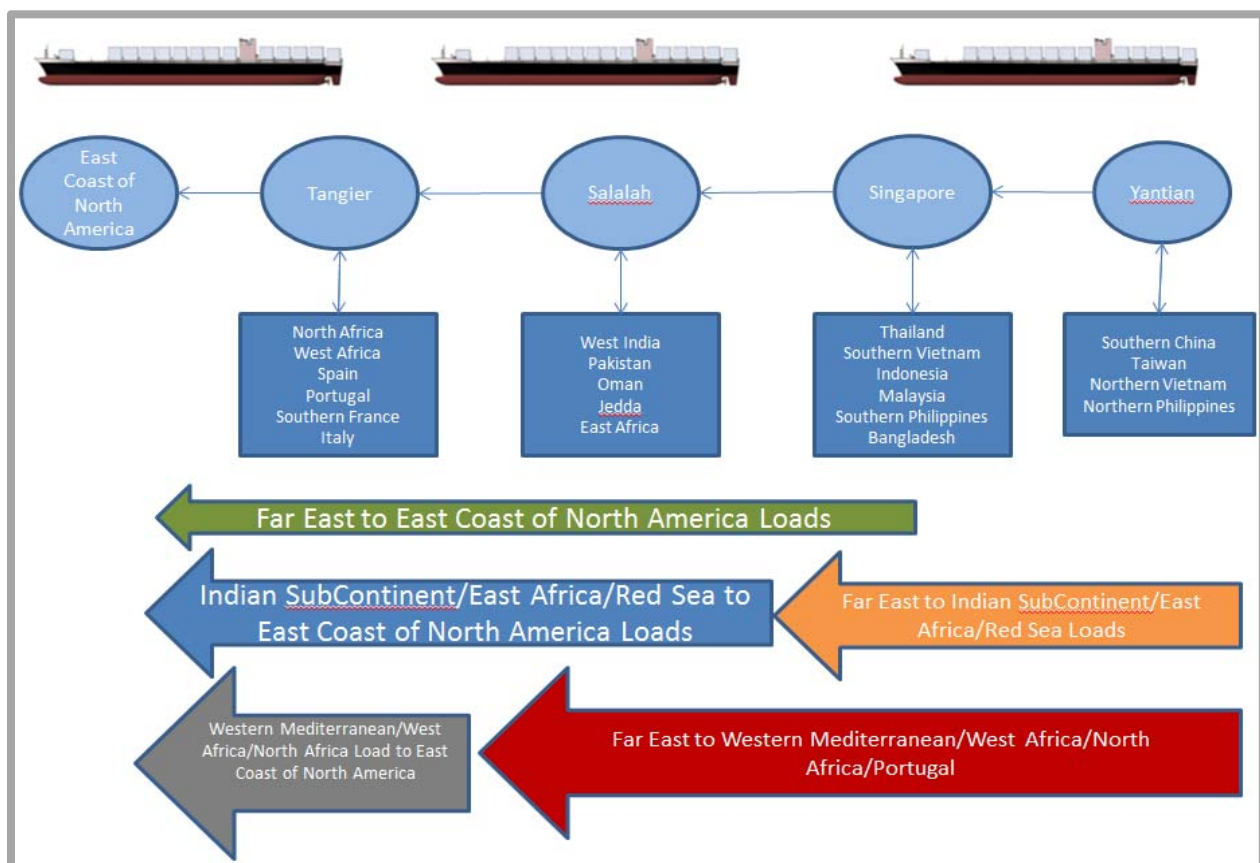 East
Coast of
North
America
Tangier
Salalah
Singapore
Yantian
North Africa
West Africa
Spain
Portugal
Southern France
Italy
West India
Pakistan
Oman
Jedda
East Africa
Thailand
Southern Vietnam
Indonesia
Malaysia
Southern Philippines
Bangladesh
Southern China
Taiwan
Northern Vietnam
Northern Philippines
Far East to East Coast of North America Loads
Indian SubContinent/East Africa/Red Sea to
East Coast of North America Loads
Far East to Indian SubContinent/East
Africa/Red Sea Loads
Western Mediterranean/West
Africa/North Africa Load to East
Coast of North America
Far East to Western Mediterranean/West Africa/North
Africa/Portugal